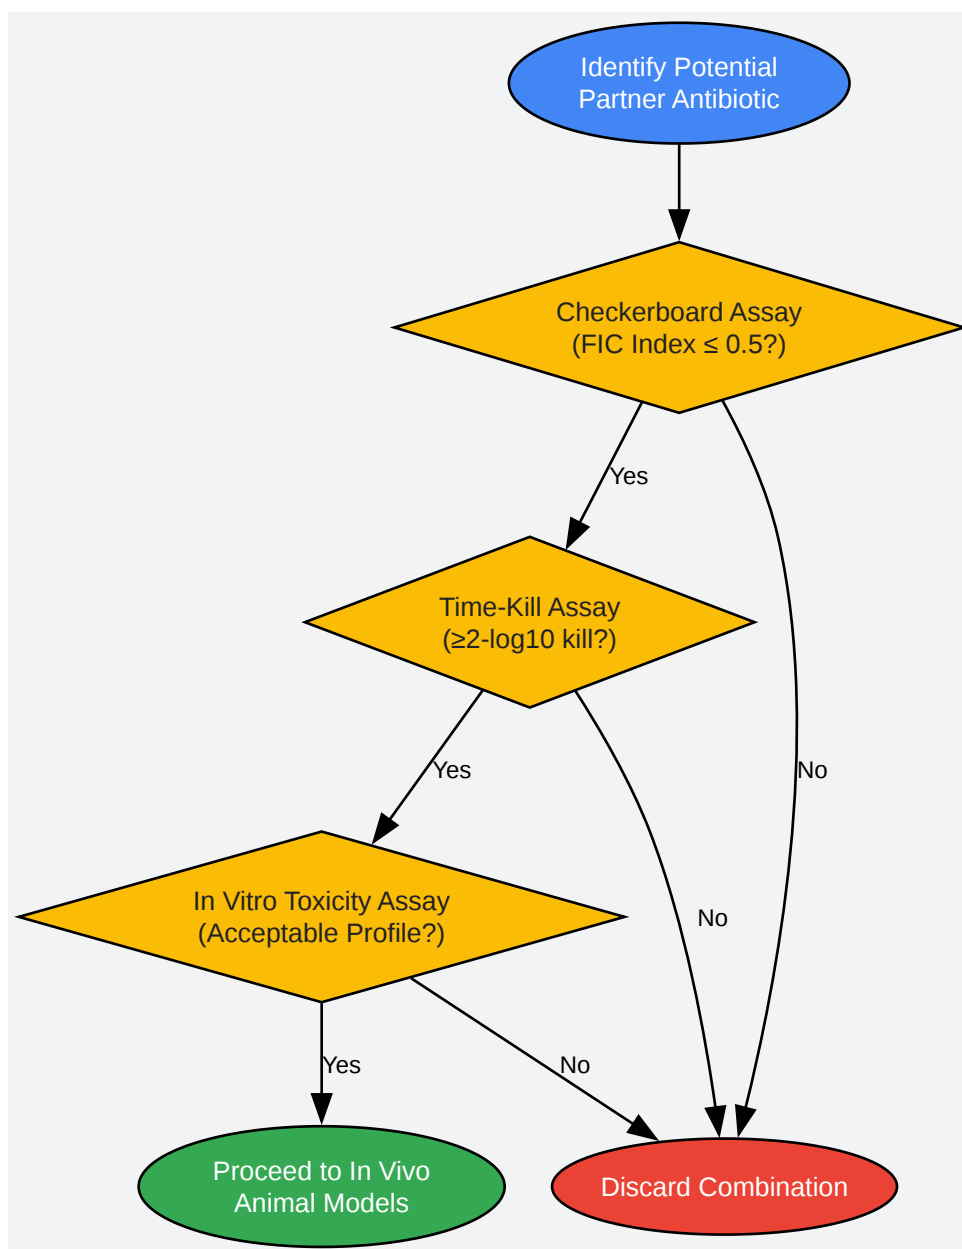 Identify Potential
Partner Antibiotic
Checkerboard Assay
(FIC Index ≤ 0.5?)
Yes
Time-Kill Assay
(≥2-log10 kill?)
Yes
No
In Vitro Toxicity Assay
(Acceptable Profile?)
No
Yes
No
Proceed to In Vivo
Animal Models
Discard Combination